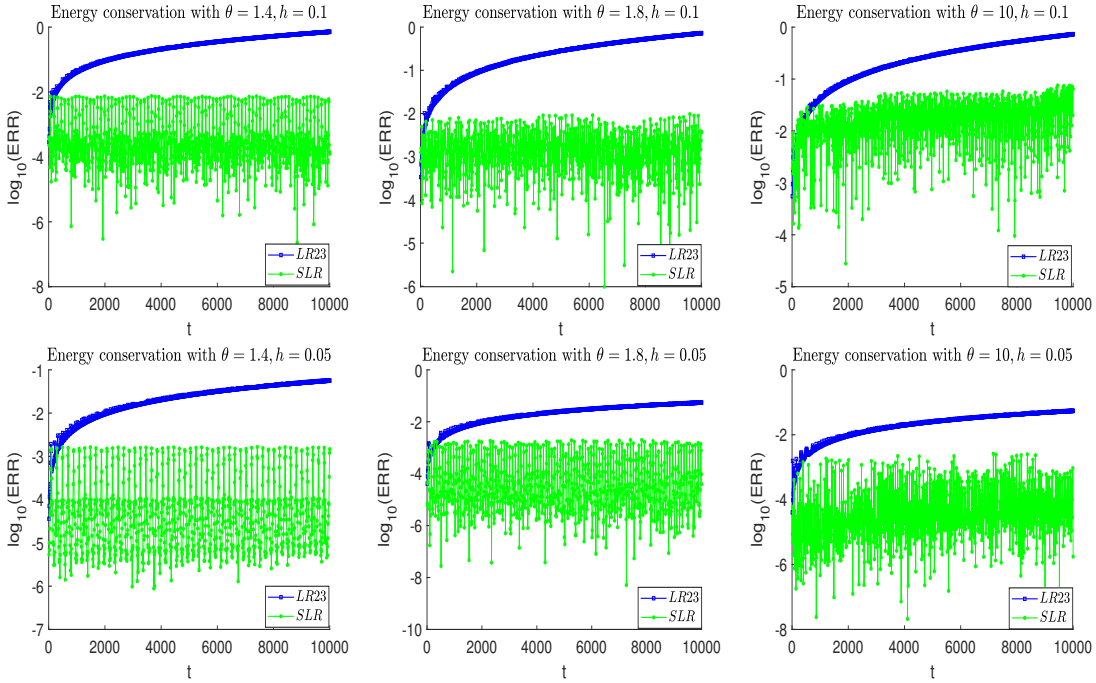 Energy conservation with θ = 1.4, h = 0.1
log10(ERR)
0
-2
-4
-6
-8
0 2000 4000 6000 8000 10000
t
LR23
SLR
Energy conservation with θ = 1.8, h = 0.1
log10(ERR)
0
-1
-2
-3
-4
-5
-6
0 2000 4000 6000 8000 10000
t
LR23
SLR
Energy conservation with θ = 10, h = 0.1
log10(ERR)
0
-1
-2
-3
-4
-5
0 2000 4000 6000 8000 10000
t
LR23
SLR
Energy conservation with θ = 1.4, h = 0.05
log10(ERR)
-1
-2
-3
-4
-5
-6
-7
0 2000 4000 6000 8000 10000
t
LR23
SLR
Energy conservation with θ = 1.8, h = 0.05
log10(ERR)
0
-2
-4
-6
-8
-10
0 2000 4000 6000 8000 10000
t
LR23
SLR
Energy conservation with θ = 10, h = 0.05
log10(ERR)
0
-2
-4
-6
-8
0 2000 4000 6000 8000 10000
t
LR23
SLR